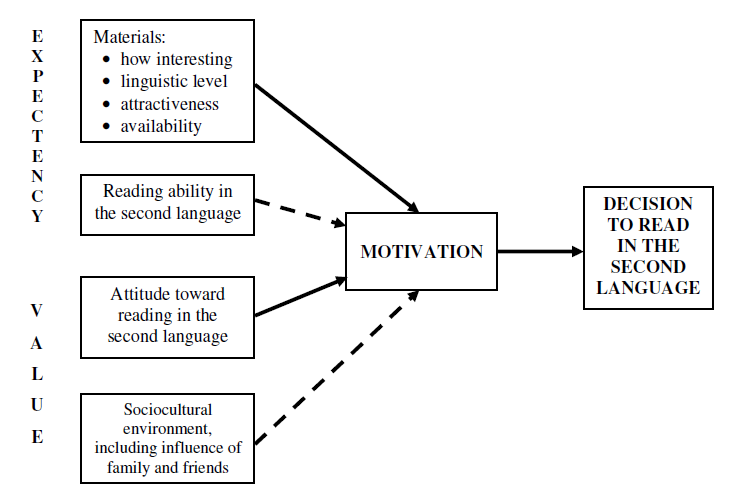 EXPECTENCY
Materials:
• how interesting
• linguistic level
• attractiveness
• availability
Reading ability in
the second language
VALUE
Attitude toward
reading in the
second language
Sociocultural
environment,
including influence of
family and friends
MOTIVATION
DECISION
TO READ
IN THE
SECOND
LANGUAGE